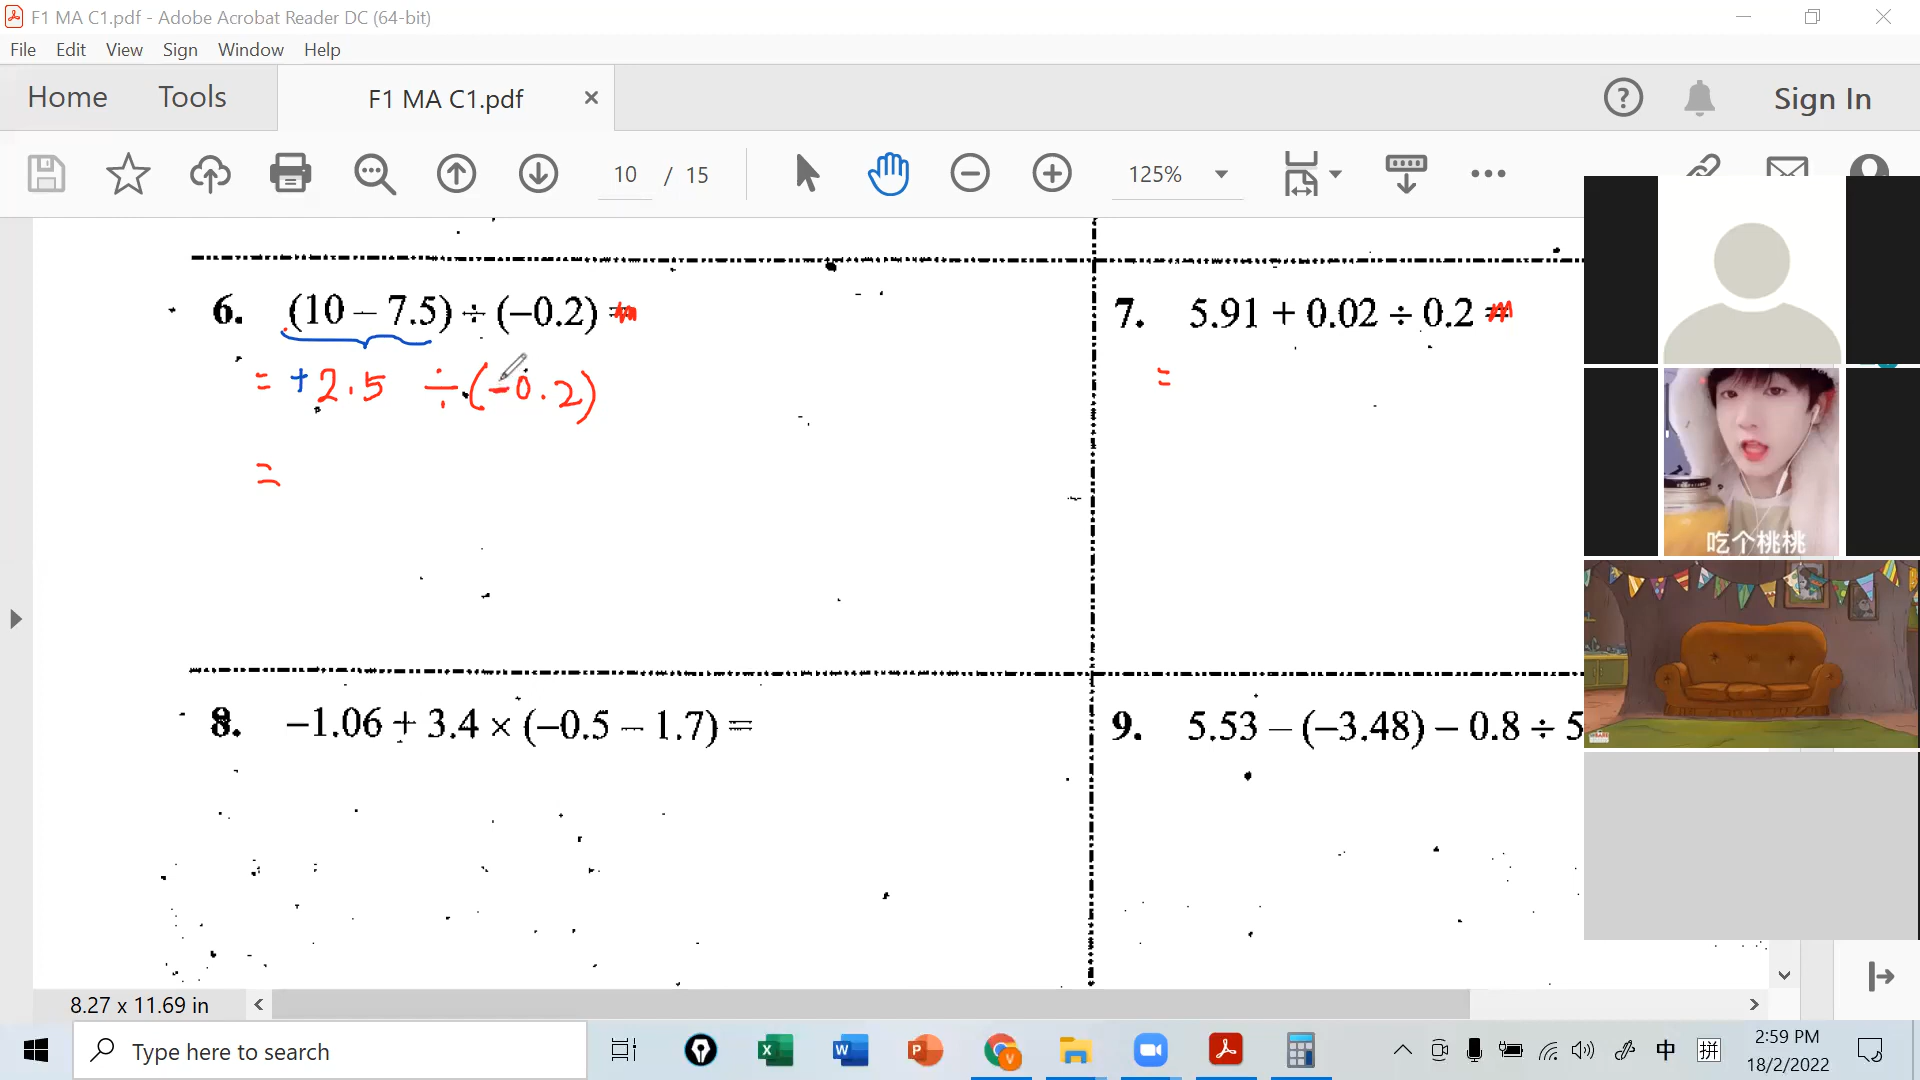 F1 MA C1.pdf - Adobe Acrobat Reader DC (64-bit)
File Edit View Sign Window Help
Home Tools F1 MA C1.pdf × Sign In
10 / 15 125%
6. (10 – 7.5) ÷ (–0.2) =
= +2.5 ÷ (-0.2)
=
7. 5.91 + 0.02 ÷ 0.2 =
=
吃个桃桃
8. –1.06 + 3.4 × (–0.5 – 1.7) =
9. 5.53 – (–3.48) – 0.8 ÷ 5
8.27 x 11.69 in
Type here to search
中 拼
2:59 PM
18/2/2022